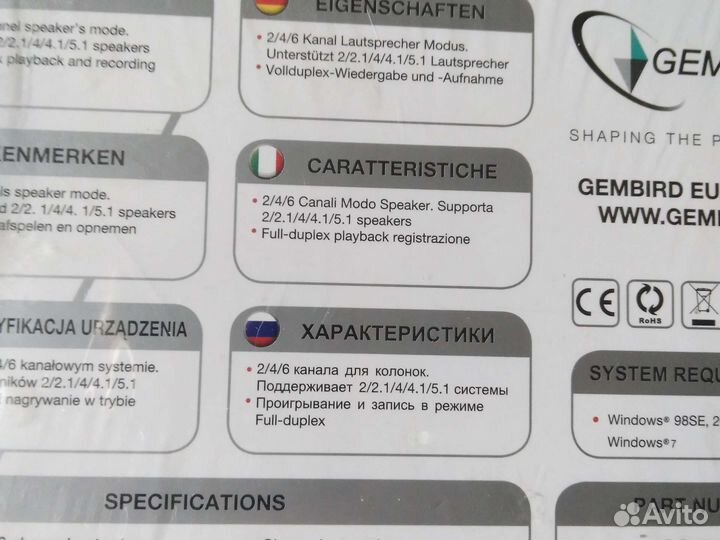 speaker's mode.
2/2.1/4/4.1/5.1 speakers
playback and recording
EIGENSCHAFTEN
• 2/4/6 Kanal Lautsprecher Modus.
Unterstützt 2/2.1/4/4.1/5.1 Lautsprecher
• Vollduplex-Wiedergabe und -Aufnahme
GEM
SHAPING THE
KENMERKEN
speaker mode.
2/2. 1/4/4. 1/5.1 speakers
afspelen en opnemen
CARATTERISTICHE
• 2/4/6 Canali Modo Speaker. Supporta
2/2.1/4/4.1/5.1 speakers
• Full-duplex playback registrazione
GEMBIRD EU
WWW.GEM
CE
RoHS
YFIKACJA URZĄDZENIA
4/6 kanałowym systemie.
ników 2/2.1/4/4.1/5.1
nagrywanie w trybie
ХАРАКТЕРИСТИКИ
• 2/4/6 канала для колонок.
Поддерживает 2/2.1/4/4.1/5.1 системы
• Проигрывание и запись в режиме
Full-duplex
SYSTEM REQU
• Windows® 98SE, 2
Windows®7
SPECIFICATIONS
PART NU
Avito